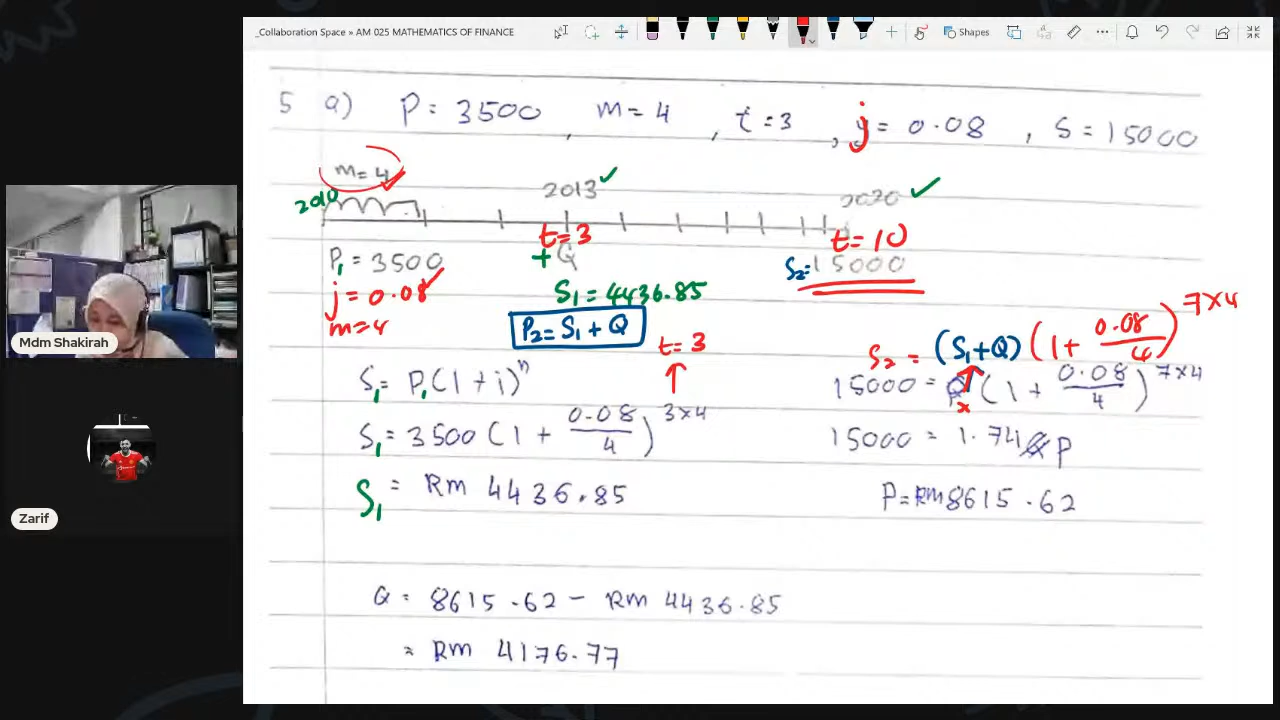 _Collaboration Space » AM 025 MATHEMATICS OF FINANCE
Shapes
5 a) P = 3500 , m = 4 , t = 3 , j = 0.08 , S = 15000
m = 4
2010
2013 ✓
2020 ✓
t = 3
t = 10
P₁ = 3500
+ Q
S₂ = 15000
j = 0.08
S₁ = 4436.85
m = 4
P₂ = S₁ + Q
t = 3
S₂ = (S₁+Q) (1 + 0.08/4)^7×4
S₁ = P₁ (1 + i)^n
15000 = (1 + 0.08/4)^7×4
x
S₁ = 3500 (1 + 0.08/4)^3×4
15000 = 1.741 P
S₁ = RM 4436.85
P = RM 8615.62
Q = 8615.62 - RM 4436.85
= RM 4176.77
Mdm Shakirah
Zarif